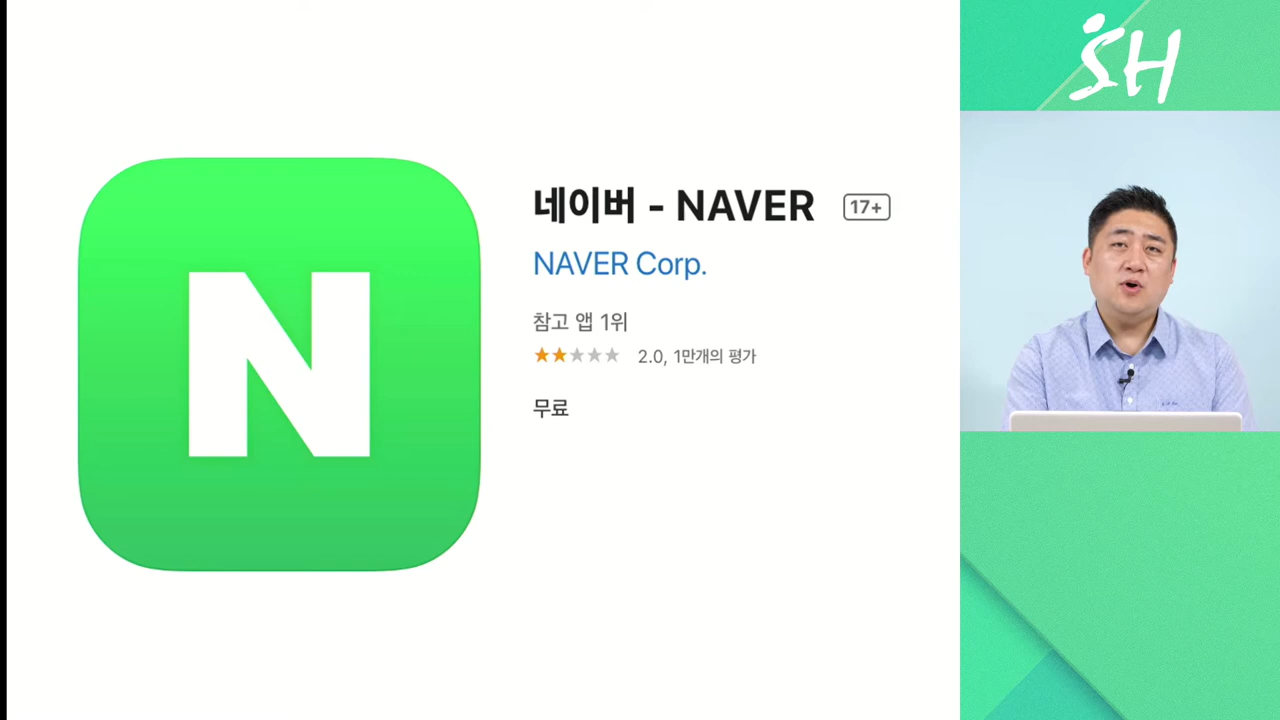 N
네이버 - NAVER 17+
NAVER Corp.
참고 앱 1위
2.0, 1만개의 평가
무료
SH